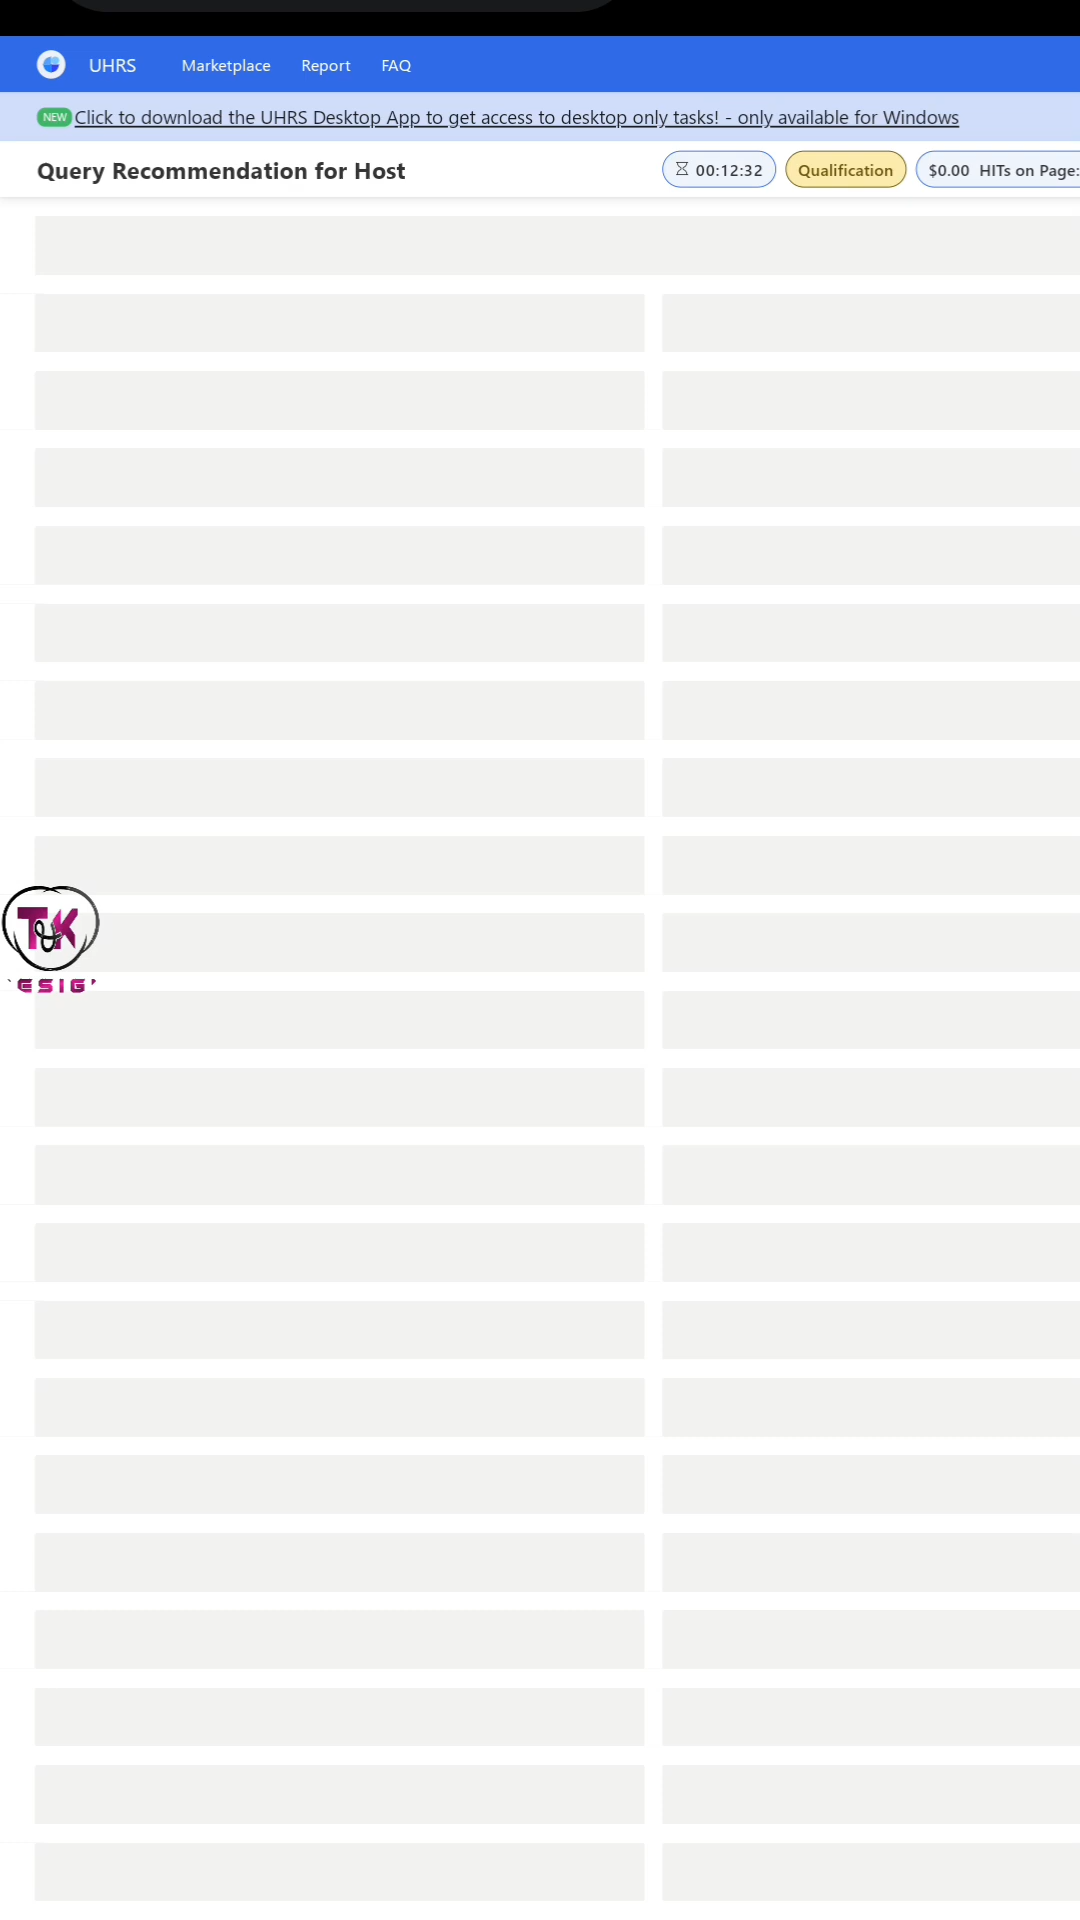 UHRS
Marketplace
Report
FAQ
NEW Click to download the UHRS Desktop App to get access to desktop only tasks! - only available for Windows
Query Recommendation for Host
00:12:32
Qualification
$0.00 HITs on Page:
T&K
ESIG